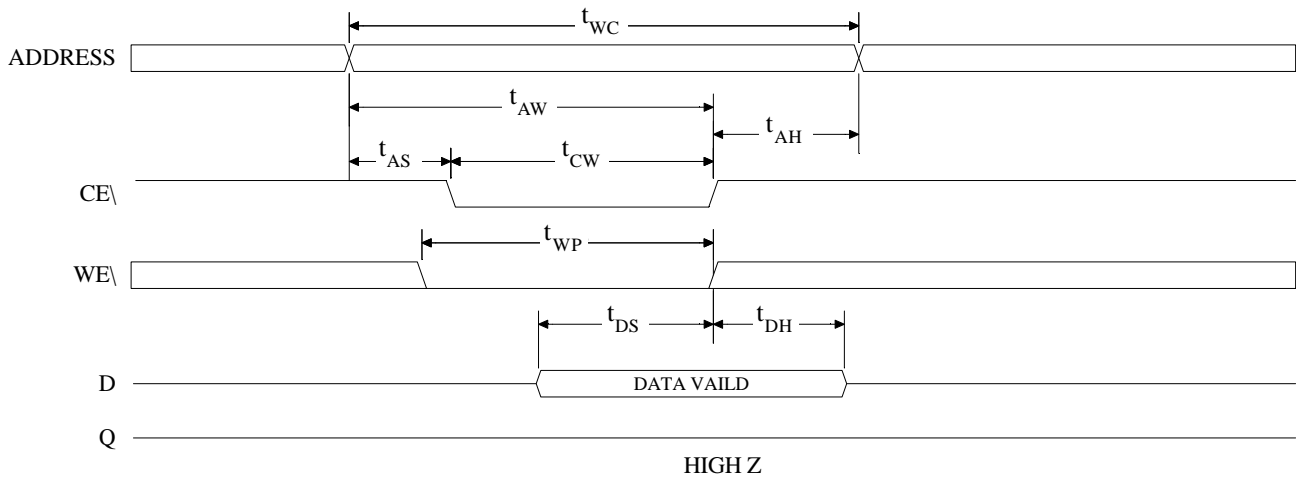 t_WC
ADDRESS
t_AW
t_AH
t_AS
t_CW
CE\
t_WP
WE\
t_DS
t_DH
D
DATA VAILD
Q
HIGH Z